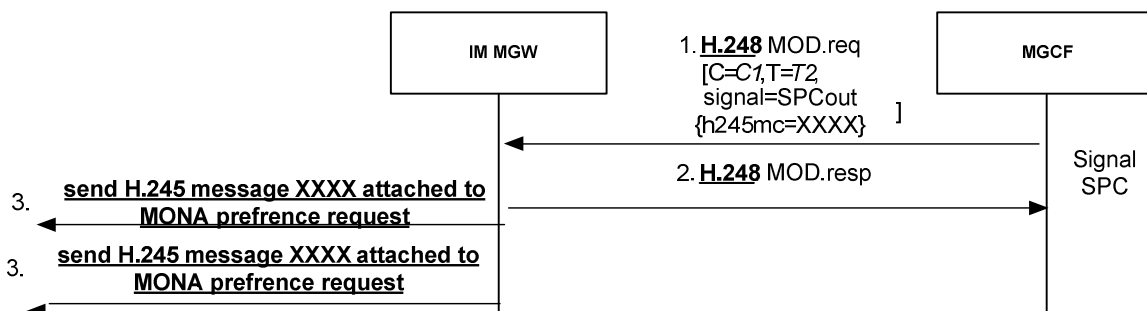 IM MGW
MGCF
1. H.248 MOD.req
[C=C1,T=T2,
signal=SPCout
{h245mc=XXXX} ]
2. H.248 MOD.resp
Signal
SPC
3. send H.245 message XXXX attached to
MONA prefrence request
3. send H.245 message XXXX attached to
MONA prefrence request